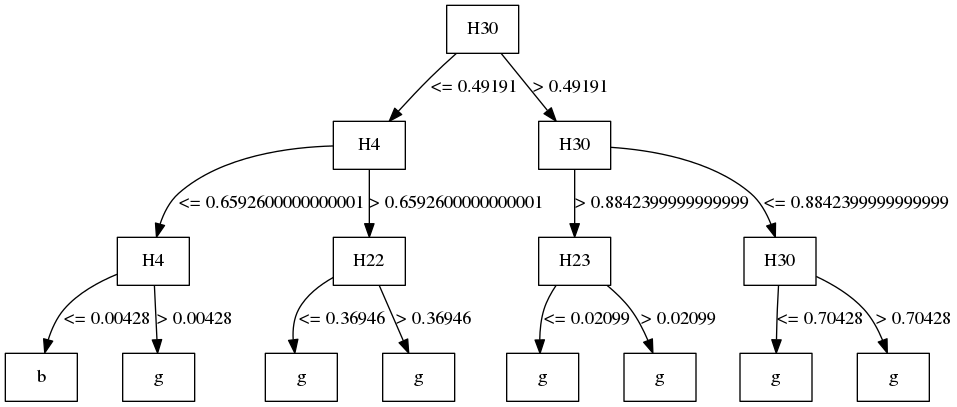 H30
<= 0.49191
> 0.49191
H4
H30
<= 0.6592600000000001
> 0.6592600000000001
> 0.8842399999999999
<= 0.8842399999999999
H4
H22
H23
H30
<= 0.00428
> 0.00428
<= 0.36946
> 0.36946
<= 0.02099
> 0.02099
<= 0.70428
> 0.70428
b
g
g
g
g
g
g
g